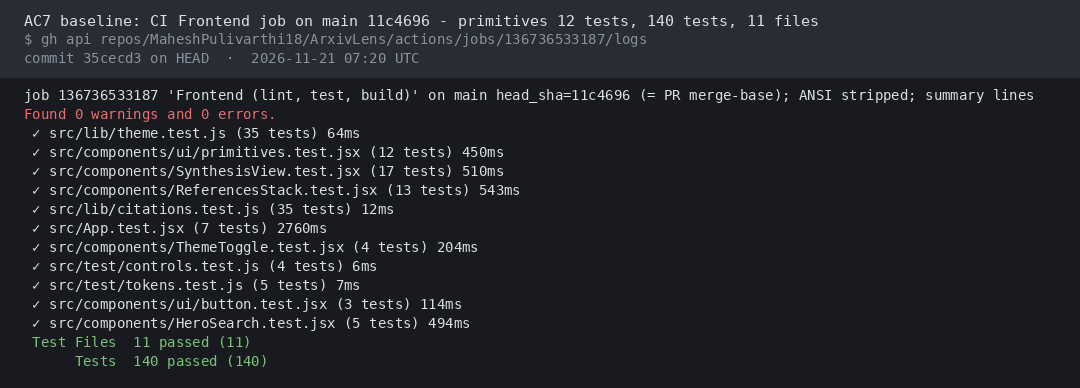 AC7 baseline: CI Frontend job on main 11c4696 - primitives 12 tests, 140 tests, 11 files
$ gh api repos/MaheshPulivarthi18/ArxivLens/actions/jobs/136736533187/logs
commit 35cecd3 on HEAD · 2026-11-21 07:20 UTC
job 136736533187 'Frontend (lint, test, build)' on main head_sha=11c4696 (= PR merge-base); ANSI stripped; summary lines
Found 0 warnings and 0 errors.
✓ src/lib/theme.test.js (35 tests) 64ms
✓ src/components/ui/primitives.test.jsx (12 tests) 450ms
✓ src/components/SynthesisView.test.jsx (17 tests) 510ms
✓ src/components/ReferencesStack.test.jsx (13 tests) 543ms
✓ src/lib/citations.test.js (35 tests) 12ms
✓ src/App.test.jsx (7 tests) 2760ms
✓ src/components/ThemeToggle.test.jsx (4 tests) 204ms
✓ src/test/controls.test.js (4 tests) 6ms
✓ src/test/tokens.test.js (5 tests) 7ms
✓ src/components/ui/button.test.jsx (3 tests) 114ms
✓ src/components/HeroSearch.test.jsx (5 tests) 494ms
Test Files  11 passed (11)
Tests  140 passed (140)